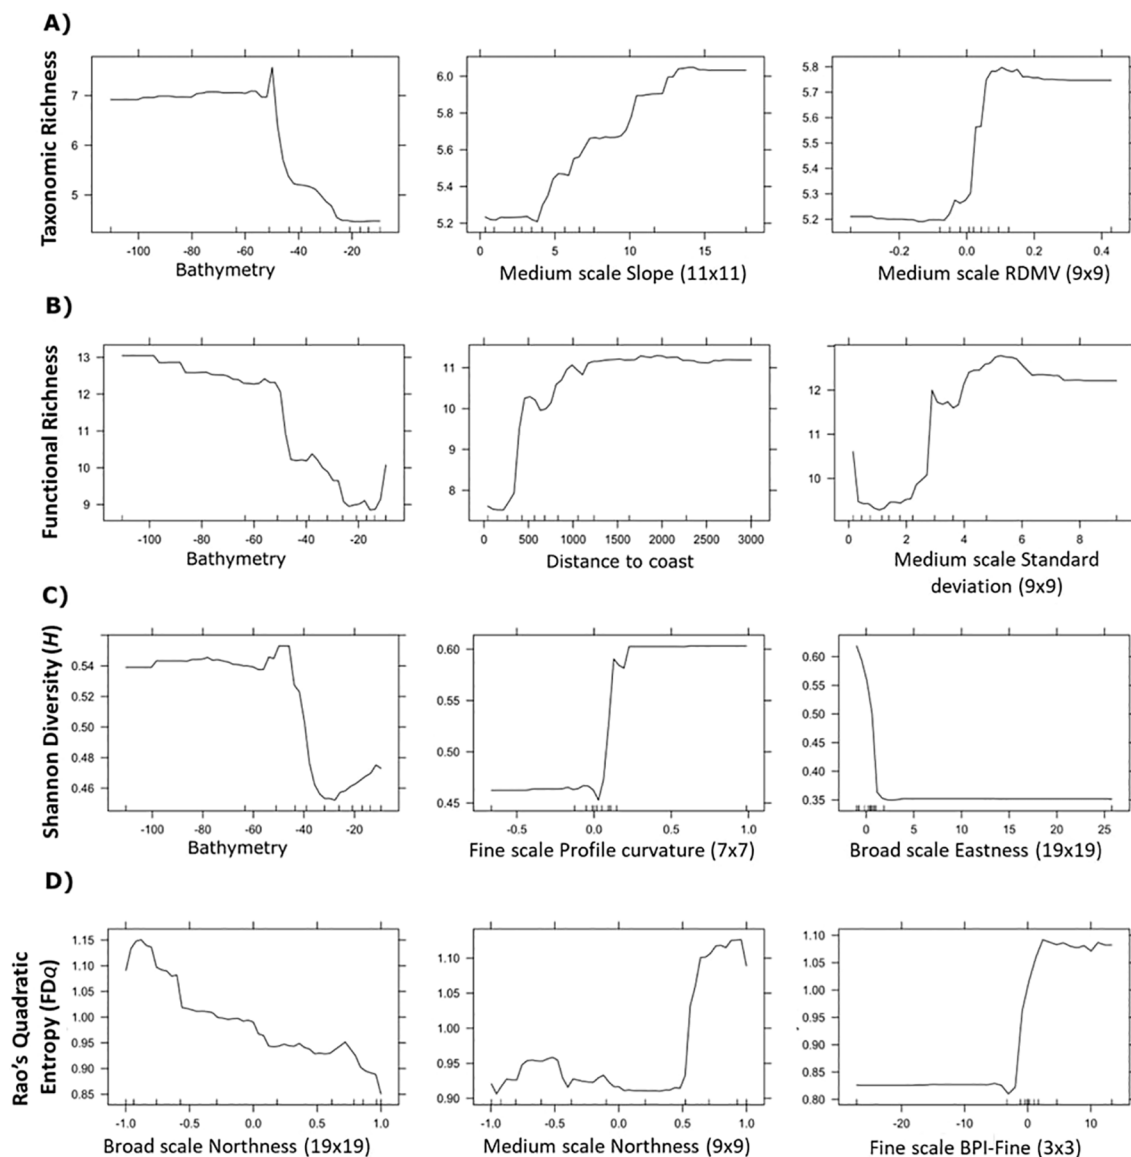 A)
Taxonomic Richness
7
6
5
-100 -80 -60 -40 -20
Bathymetry
6.0
5.8
5.6
5.4
5.2
0 5 10 15
Medium scale Slope (11x11)
5.8
5.7
5.6
5.5
5.4
5.3
5.2
-0.2 0.0 0.2 0.4
Medium scale RDMV (9x9)
B)
Functional Richness
13
12
11
10
9
-100 -80 -60 -40 -20
Bathymetry
11
10
9
8
0 500 1000 1500 2000 2500 3000
Distance to coast
12
11
10
0 2 4 6 8
Medium scale Standard
deviation (9x9)
C)
Shannon Diversity (H)
0.54
0.52
0.50
0.48
0.46
-100 -80 -60 -40 -20
Bathymetry
0.60
0.55
0.50
0.45
-0.5 0.0 0.5 1.0
Fine scale Profile curvature (7x7)
0.60
0.55
0.50
0.45
0.40
0.35
0 5 10 15 20 25
Broad scale Eastness (19x19)
D)
Rao's Quadratic
Entropy (FDQ)
1.15
1.10
1.05
1.00
0.95
0.90
0.85
-1.0 -0.5 0.0 0.5 1.0
Broad scale Northness (19x19)
1.10
1.05
1.00
0.95
0.90
-1.0 -0.5 0.0 0.5 1.0
Medium scale Northness (9x9)
1.10
1.05
1.00
0.95
0.90
0.85
0.80
-20 -10 0 10
Fine scale BPI-Fine (3x3)